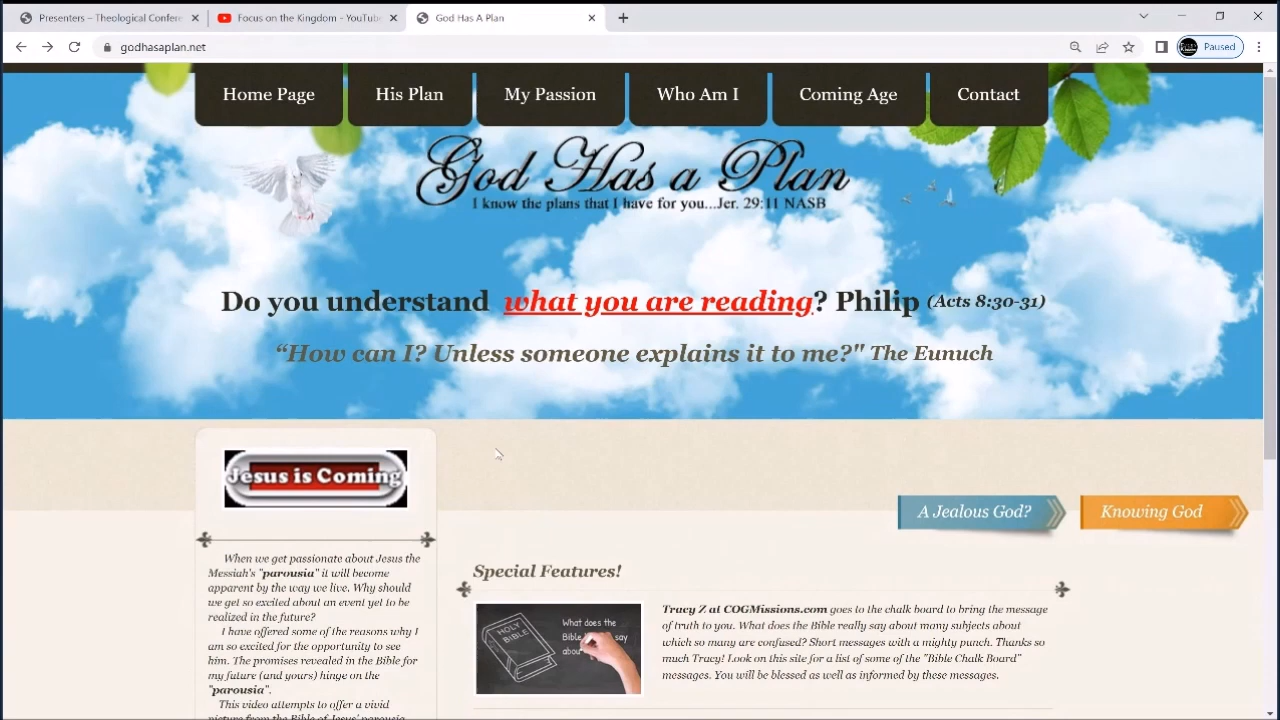 Presenters – Theological Confere
Focus on the Kingdom - YouTube
God Has A Plan
godhasaplan.net
Paused
Home Page
His Plan
My Passion
Who Am I
Coming Age
Contact
God Has a Plan
I know the plans that I have for you...Jer. 29:11 NASB
Do you understand what you are reading? Philip (Acts 8:30-31)
“How can I? Unless someone explains it to me?" The Eunuch
Jesus is Coming
A Jealous God?
Knowing God
When we get passionate about Jesus the
Messiah's "parousia" it will become
apparent by the way we live. Why should
we get so excited about an event yet to be
realized in the future?
I have offered some of the reasons why I
am so excited for the opportunity to see
him. The promises revealed in the Bible for
my future (and yours) hinge on the
"parousia".
This video attempts to offer a vivid
picture from the Bible of Jesus' parousia
Special Features!
HOLY
BIBLE
What does the
Bible say
about
Tracy Z at COGMissions.com goes to the chalk board to bring the message
of truth to you. What does the Bible really say about many subjects about
which so many are confused? Short messages with a mighty punch. Thanks so
much Tracy! Look on this site for a list of some of the "Bible Chalk Board"
messages. You will be blessed as well as informed by these messages.